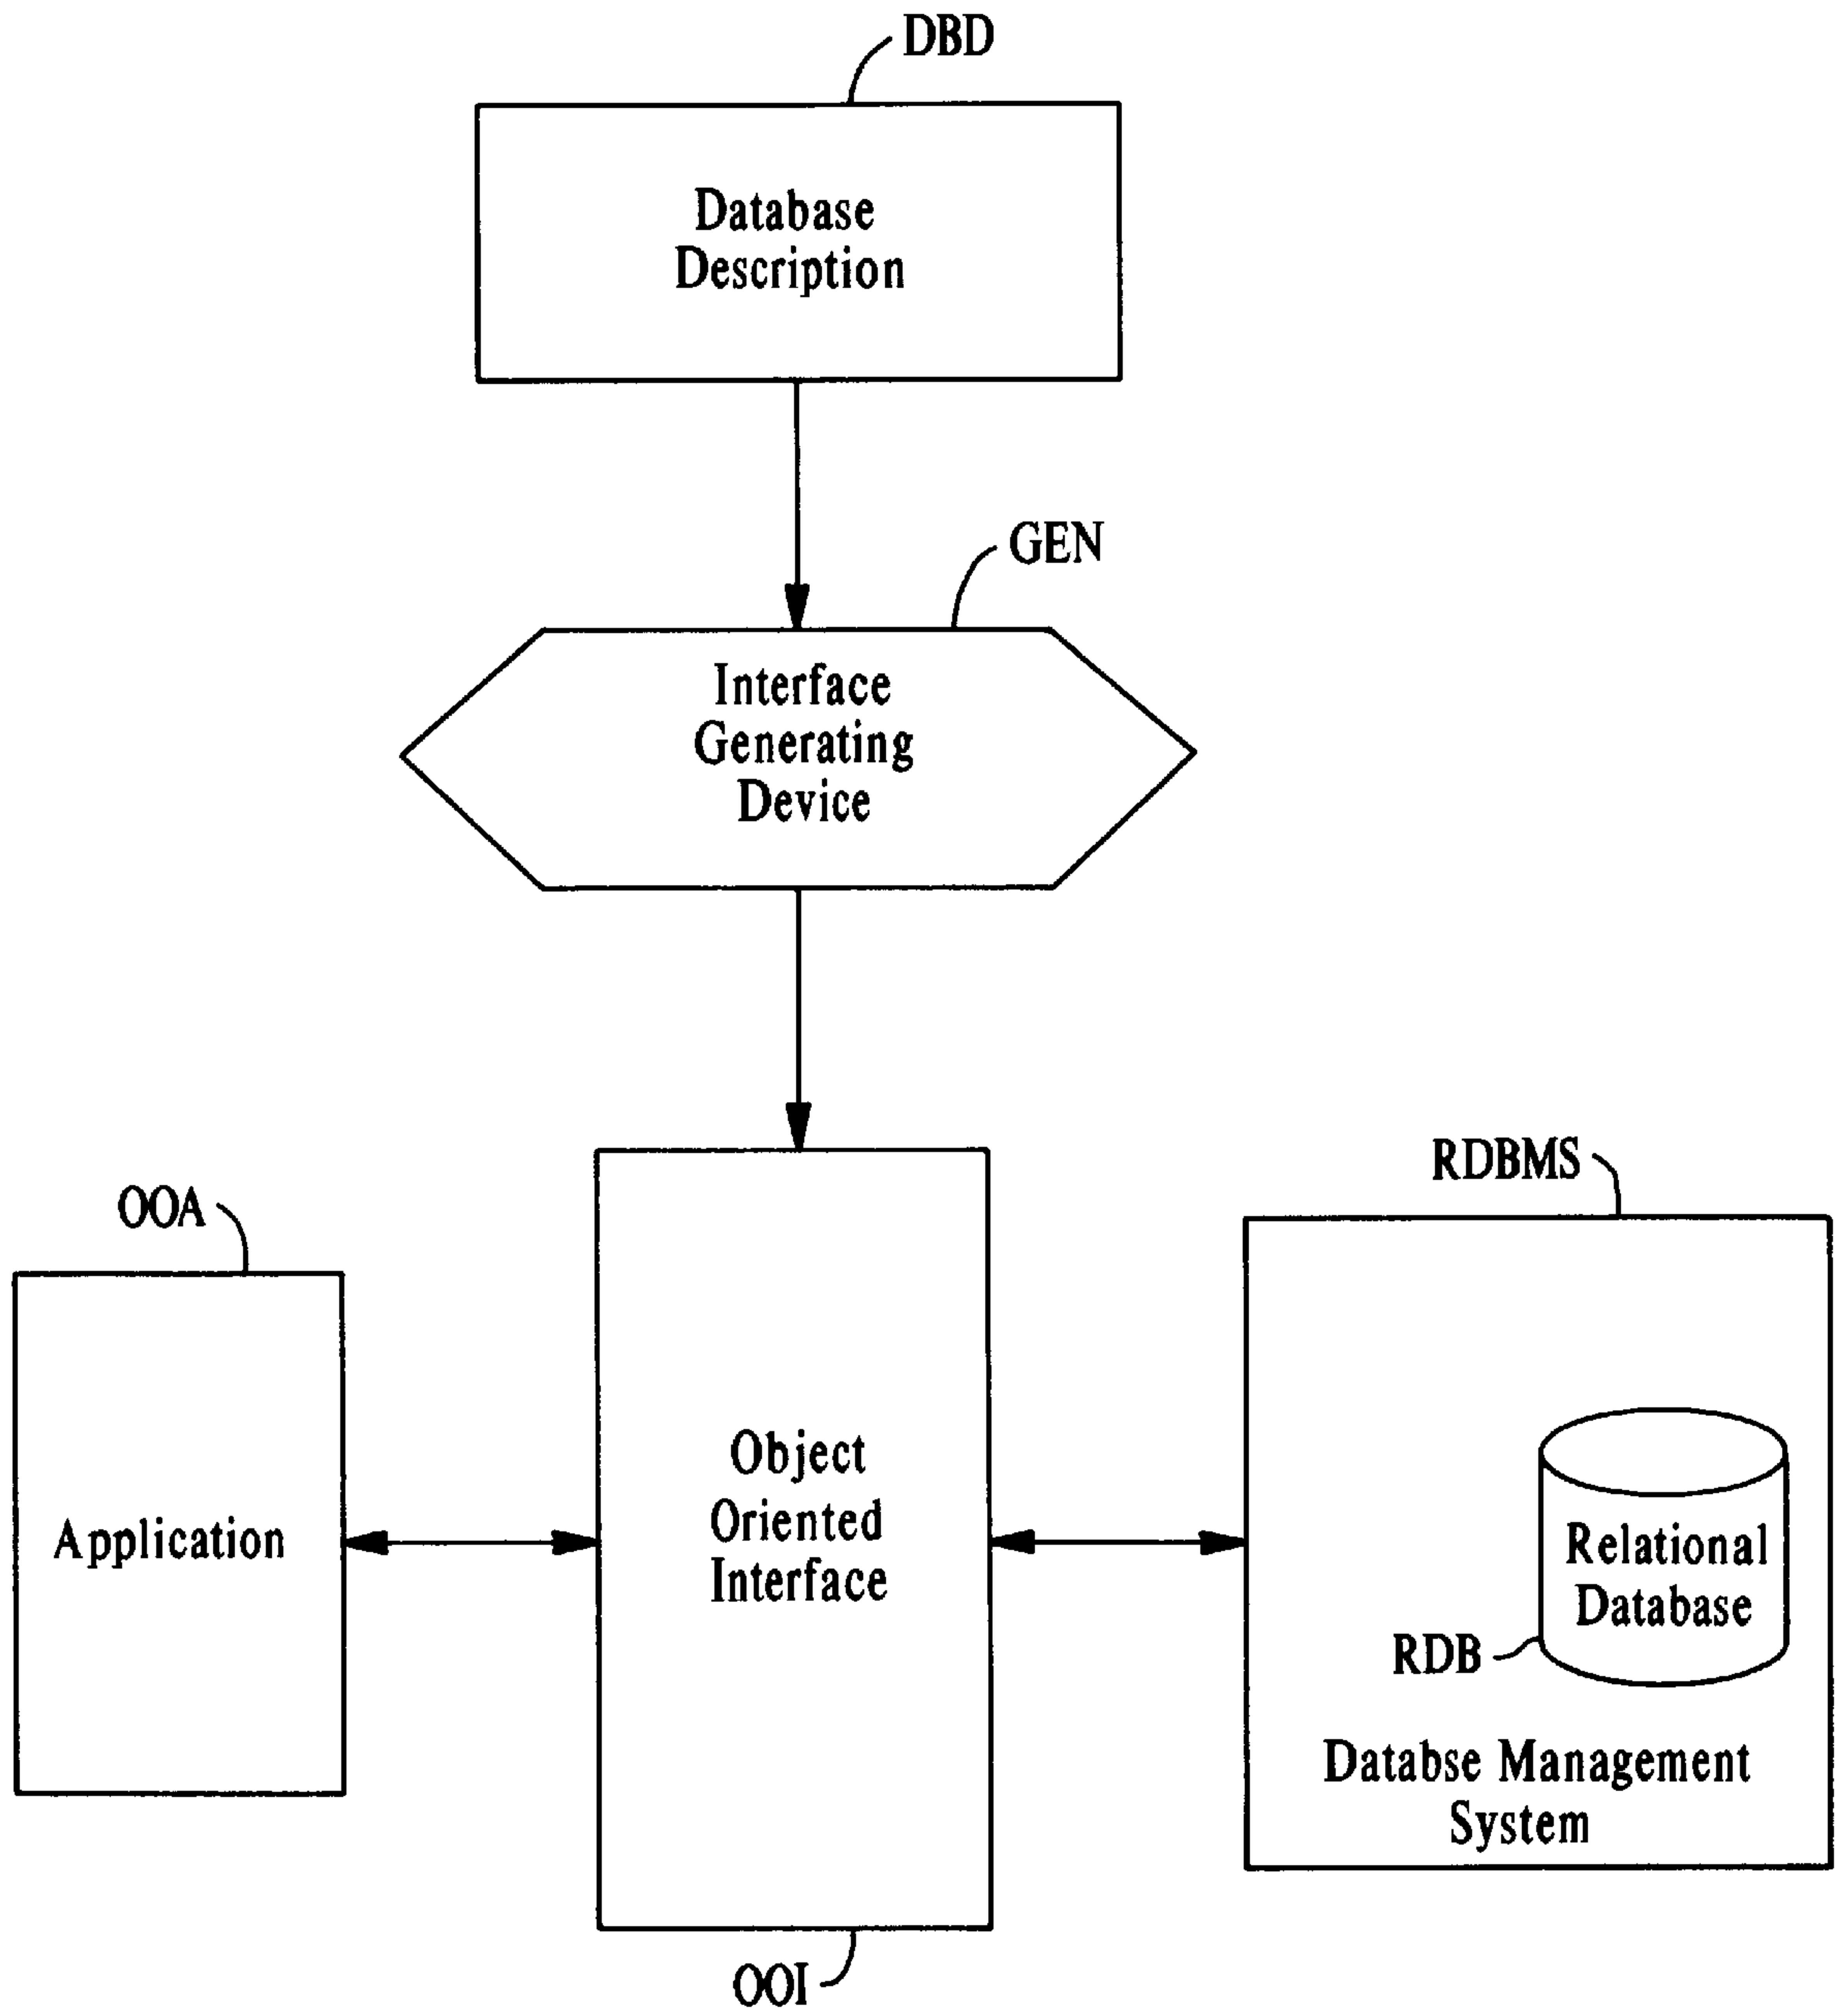 DBD
Database
Description
GEN
Interface
Generating
Device
RDBMS
OOA
Object
Oriented
Interface
Application
Relational
Database
RDB
Databse Management
System
OOI